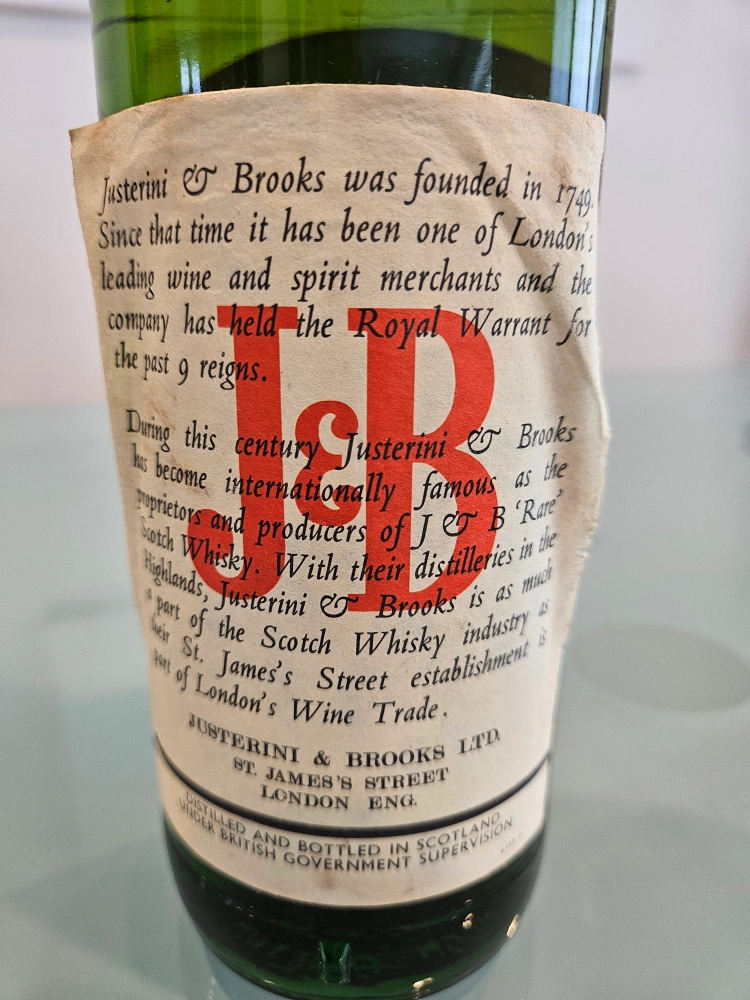 Justerini & Brooks was founded in 1749.
Since that time it has been one of London's
leading wine and spirit merchants and the
company has held the Royal Warrant for
the past 9 reigns.
J&B
During this century Justerini & Brooks
has become internationally famous as the
proprietors and producers of J & B 'Rare'
Scotch Whisky. With their distilleries in the
Highlands, Justerini & Brooks is as much
a part of the Scotch Whisky industry as
their St. James's Street establishment is
part of London's Wine Trade.
JUSTERINI & BROOKS LTD.
ST. JAMES'S STREET
LONDON ENG.
DISTILLED AND BOTTLED IN SCOTLAND
UNDER BRITISH GOVERNMENT SUPERVISION